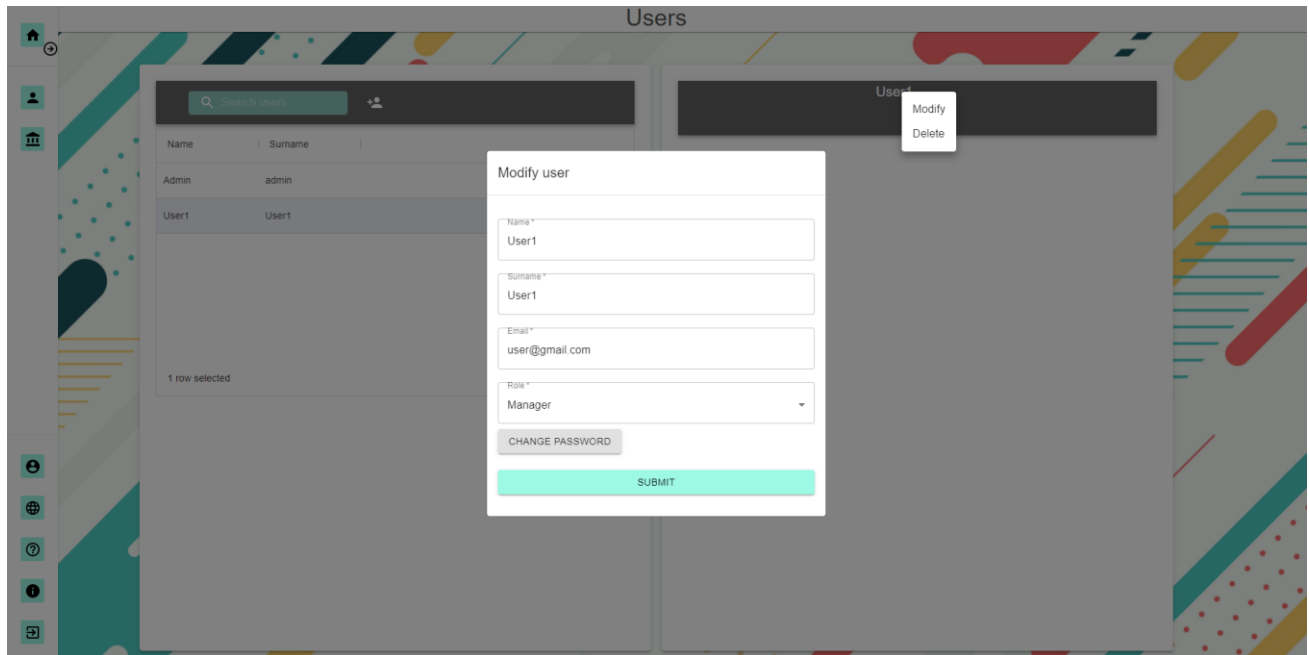 Users
Search users
Name
Surname
Admin
admin
User1
User1
1 row selected
User1
Modify
Delete
Modify user
Name *
User1
Surname *
User1
Email *
user@gmail.com
Role *
Manager
CHANGE PASSWORD
SUBMIT